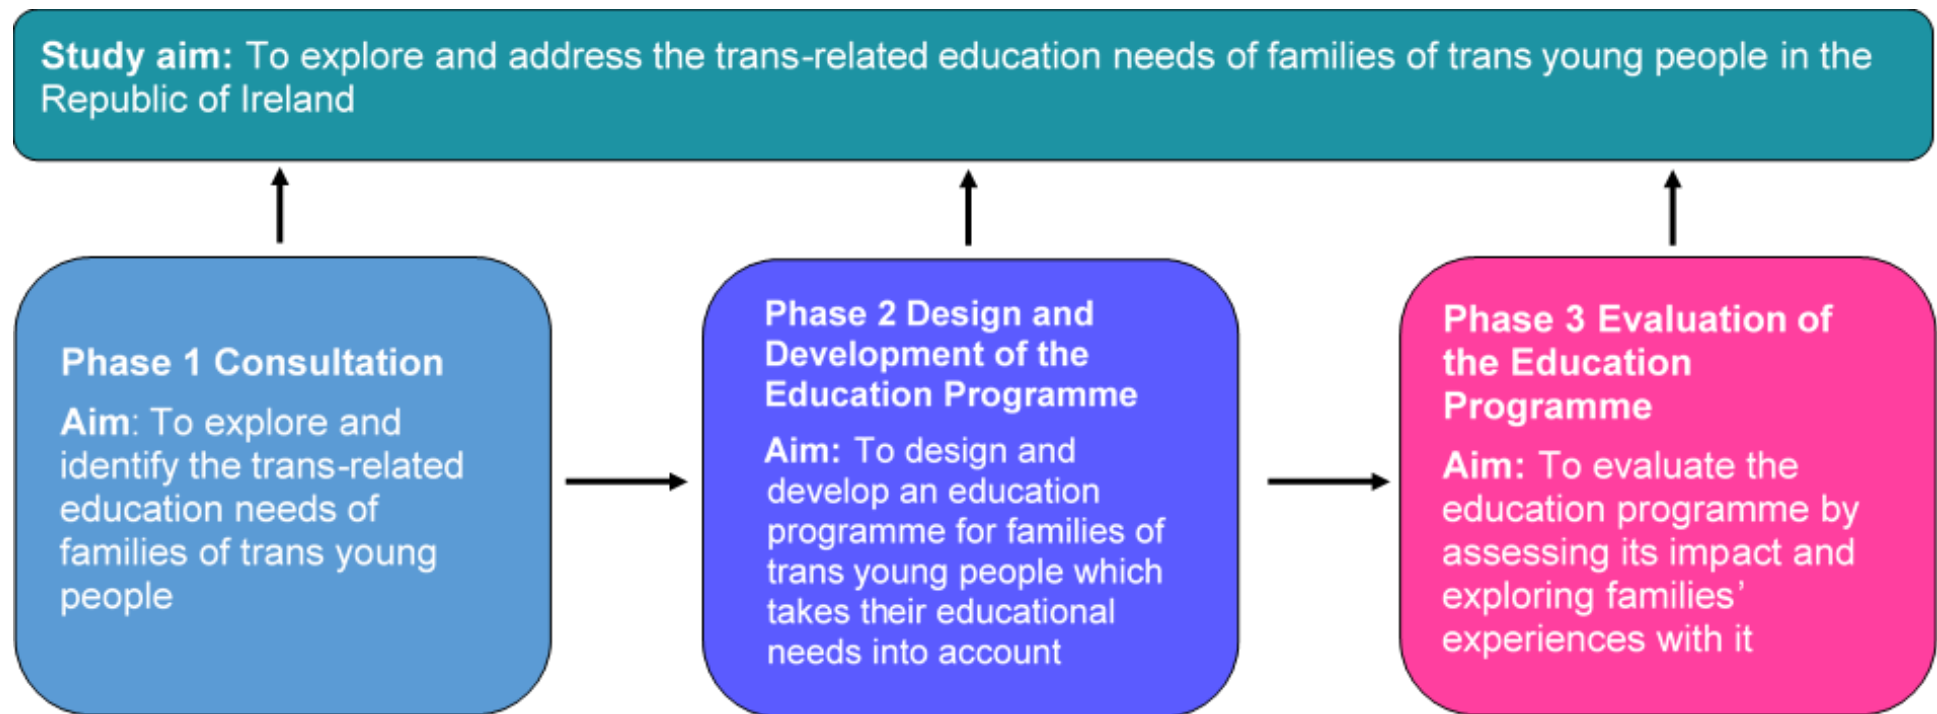 Study aim: To explore and address the trans-related education needs of families of trans young people in the
Republic of Ireland
Phase 1 Consultation
Aim: To explore and
identify the trans-related
education needs of
families of trans young
people
Phase 2 Design and
Development of the
Education Programme
Aim: To design and
develop an education
programme for families of
trans young people which
takes their educational
needs into account
Phase 3 Evaluation of
the Education
Programme
Aim: To evaluate the
education programme by
assessing its impact and
exploring families’
experiences with it